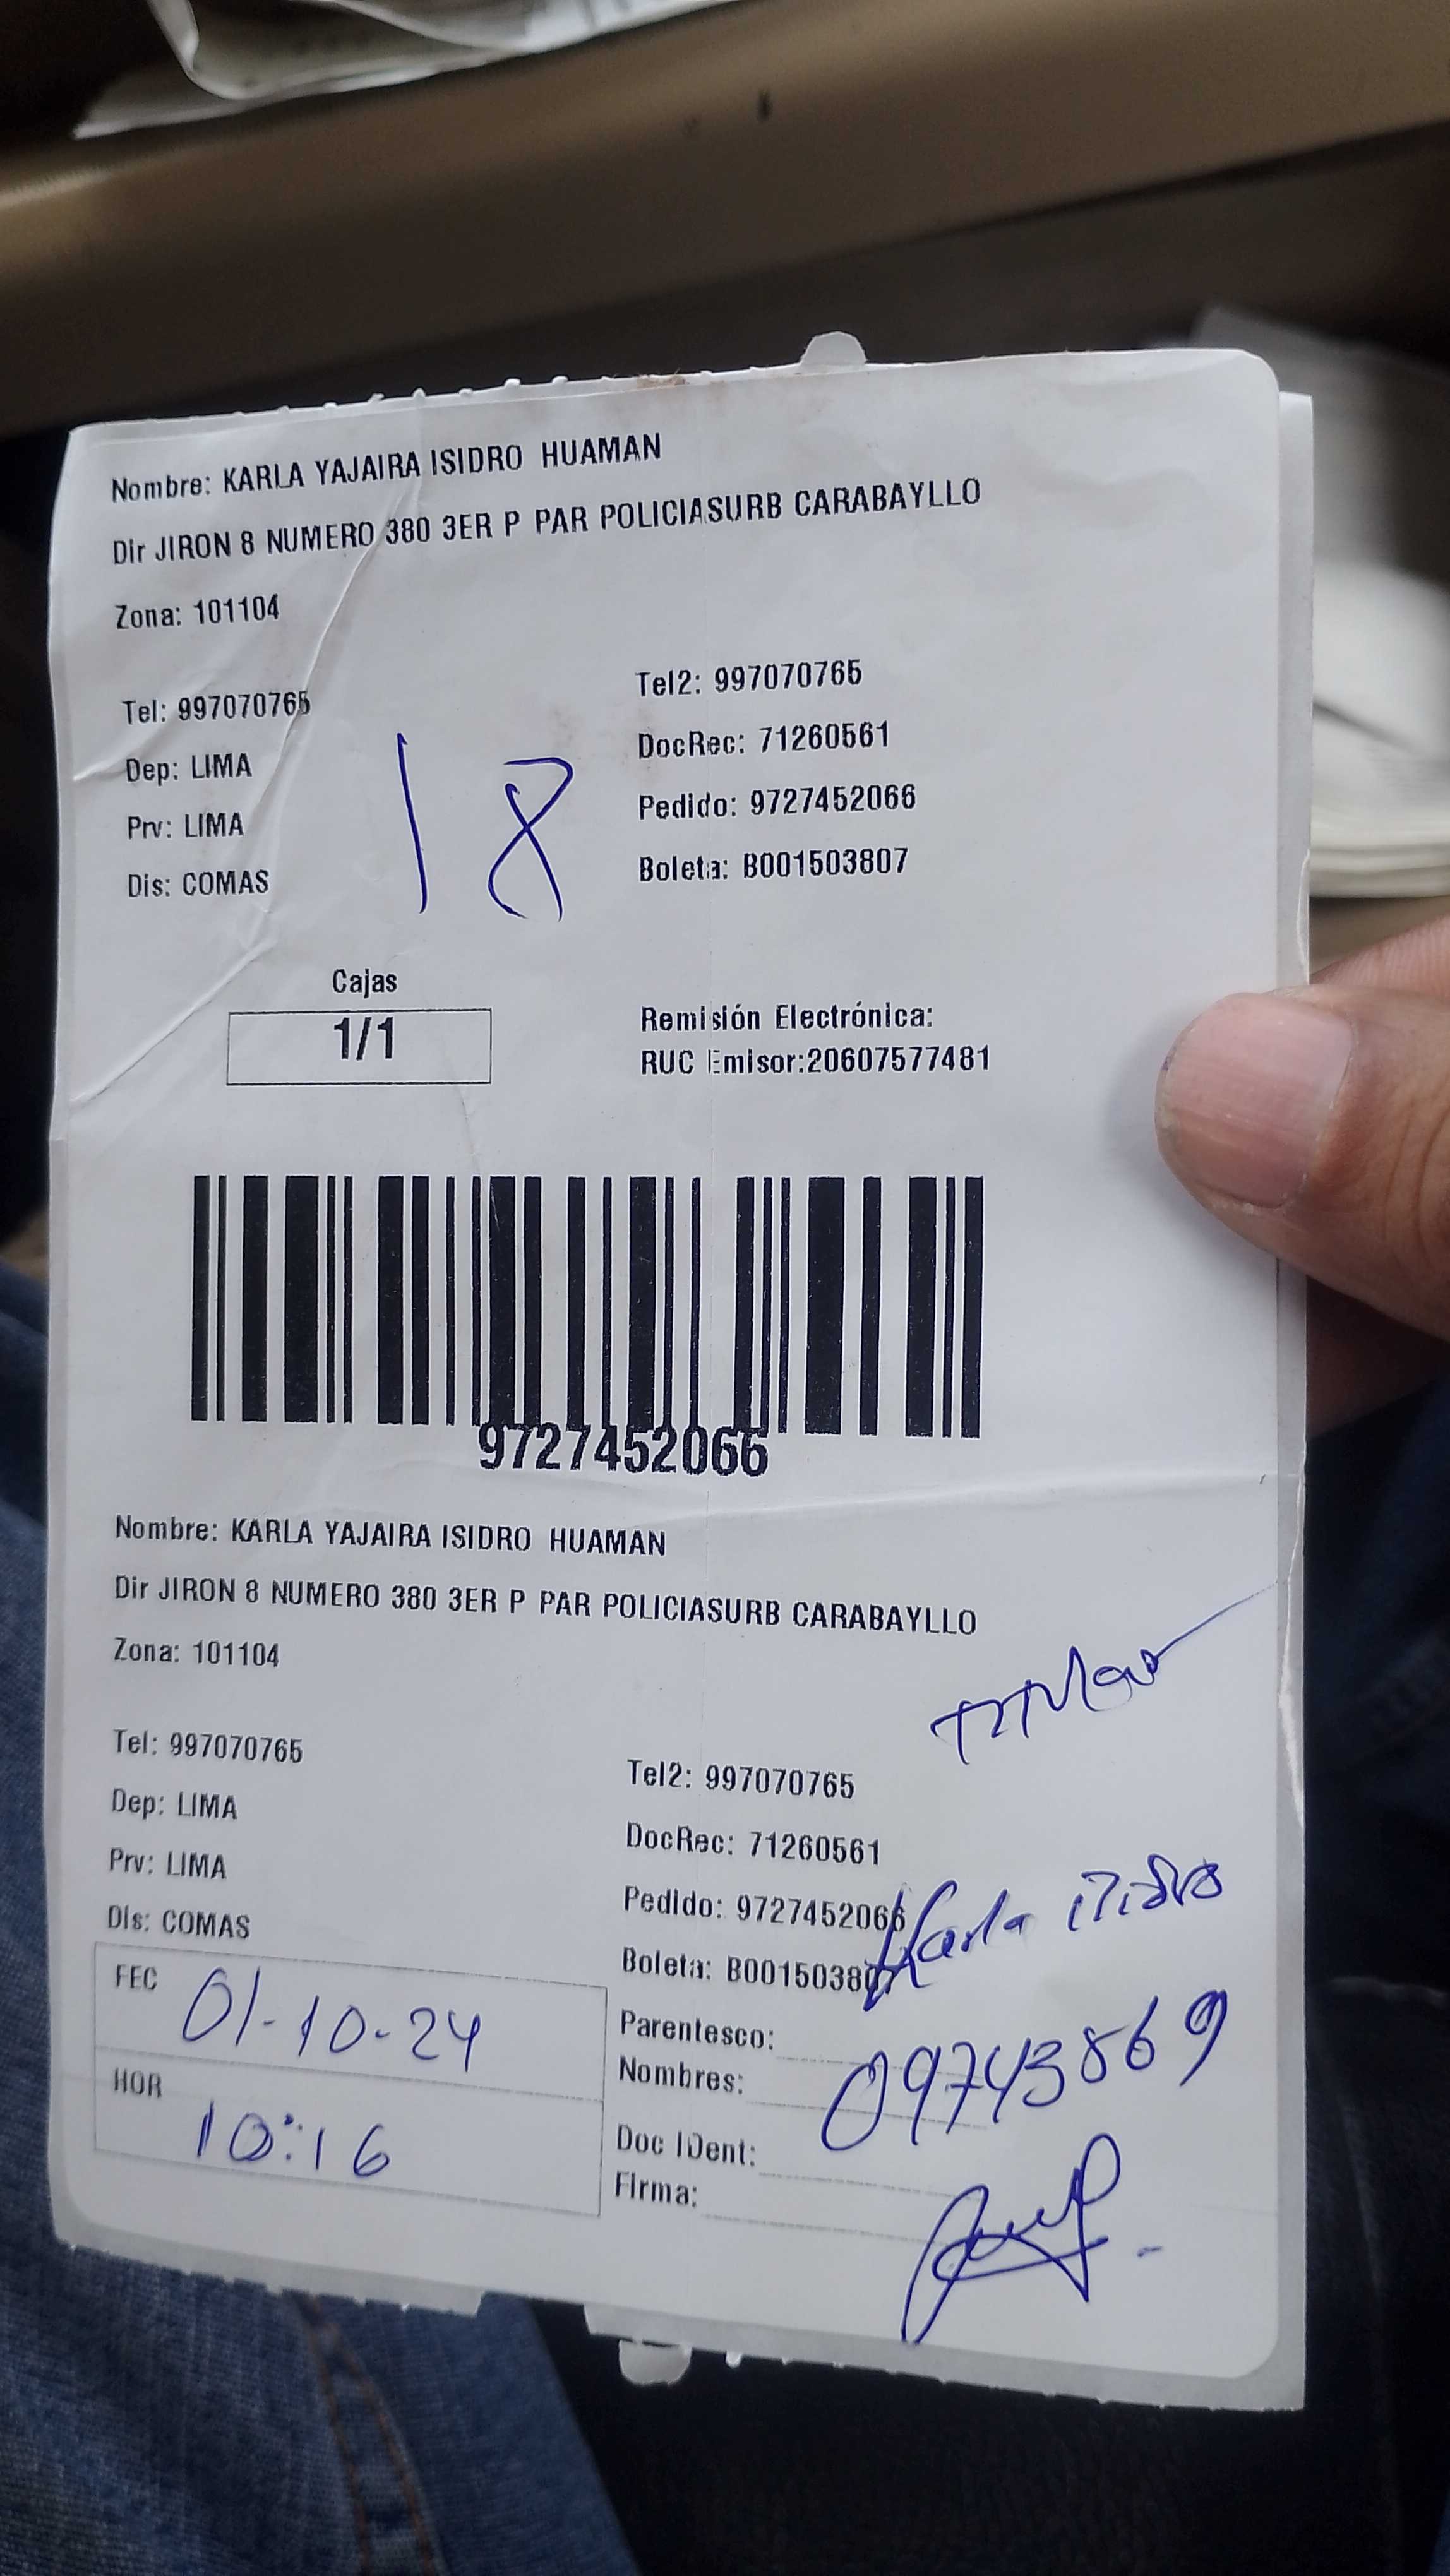 Nombre: KARLA YAJAIRA ISIDRO HUAMAN
Dir JIRON 8 NUMERO 380 3ER P PAR POLICIASURB CARABAYLLO
Zona: 101104
Tel: 997070765
Tel2: 997070765
Dep: LIMA
DocRec: 71260561
Prv: LIMA
Pedido: 9727452066
Dis: COMAS
Boleta: B001503807
18
Cajas
1/1
Remisión Electrónica:
RUC Emisor:20607577481
9727452066
Nombre: KARLA YAJAIRA ISIDRO HUAMAN
Dir JIRON 8 NUMERO 380 3ER P PAR POLICIASURB CARABAYLLO
Zona: 101104
Tel: 997070765
Tel2: 997070765
Dep: LIMA
DocRec: 71260561
Prv: LIMA
Pedido: 9727452066
Dis: COMAS
Boleta: B001503807
Karla
FEC 01-10-24
HOR 10:16
Parentesco:
Nombres:
09743869
Doc IDent:
Firma: